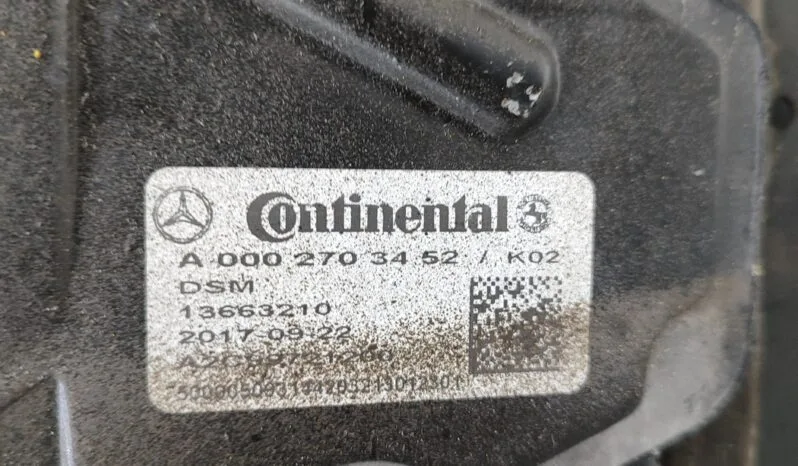 Continental
A 000 270 34 52 / K02
DSM
13663210
2017-09-22